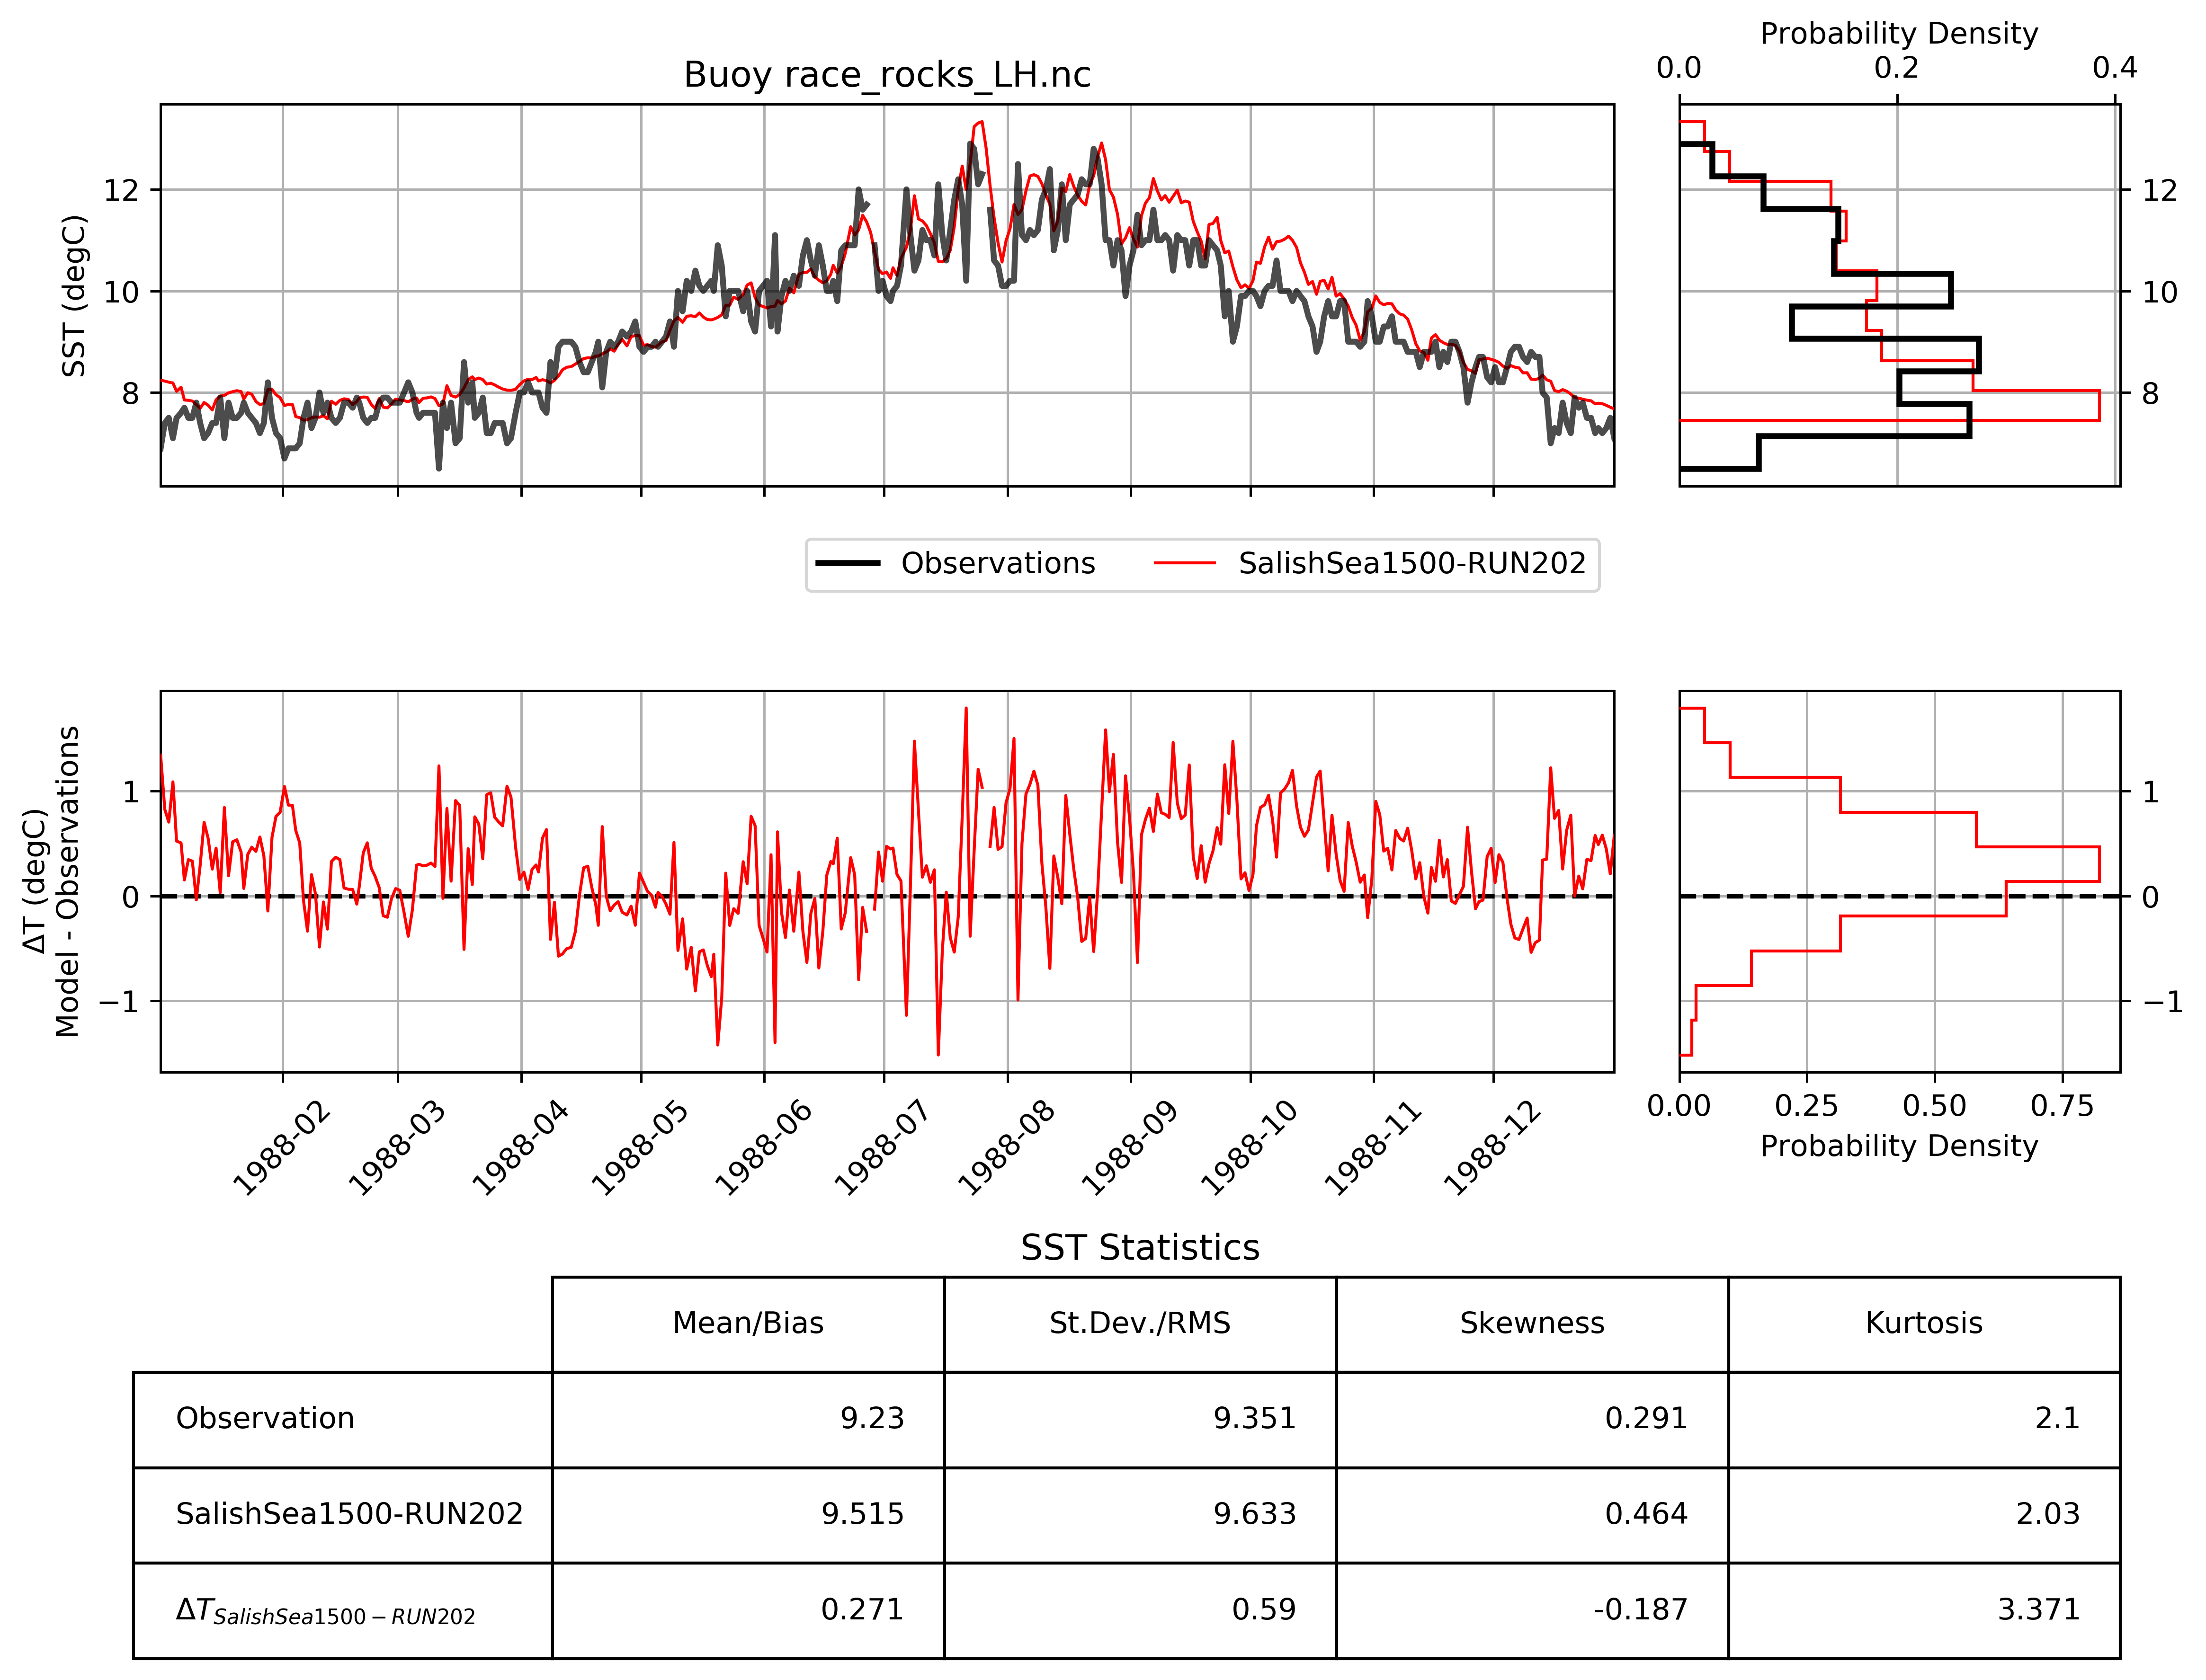 Probability Density
0.0 0.2 0.4
Buoy race_rocks_LH.nc
SST (degC)
12
10
8
12
10
8
Observations SalishSea1500-RUN202
ΔT (degC)
Model - Observations
1
0
−1
1
0
−1
1988-02 1988-03 1988-04 1988-05 1988-06 1988-07 1988-08 1988-09 1988-10 1988-11 1988-12
0.00 0.25 0.50 0.75
Probability Density
SST Statistics
Mean/Bias St.Dev./RMS Skewness Kurtosis
Observation 9.23 9.351 0.291 2.1
SalishSea1500-RUN202 9.515 9.633 0.464 2.03
ΔT SalishSea1500−RUN202 0.271 0.59 -0.187 3.371